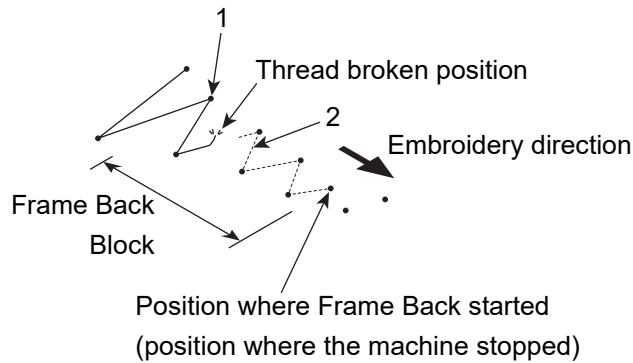 1
Thread broken position
2
Embroidery direction
Frame Back
Block
Position where Frame Back started
(position where the machine stopped)